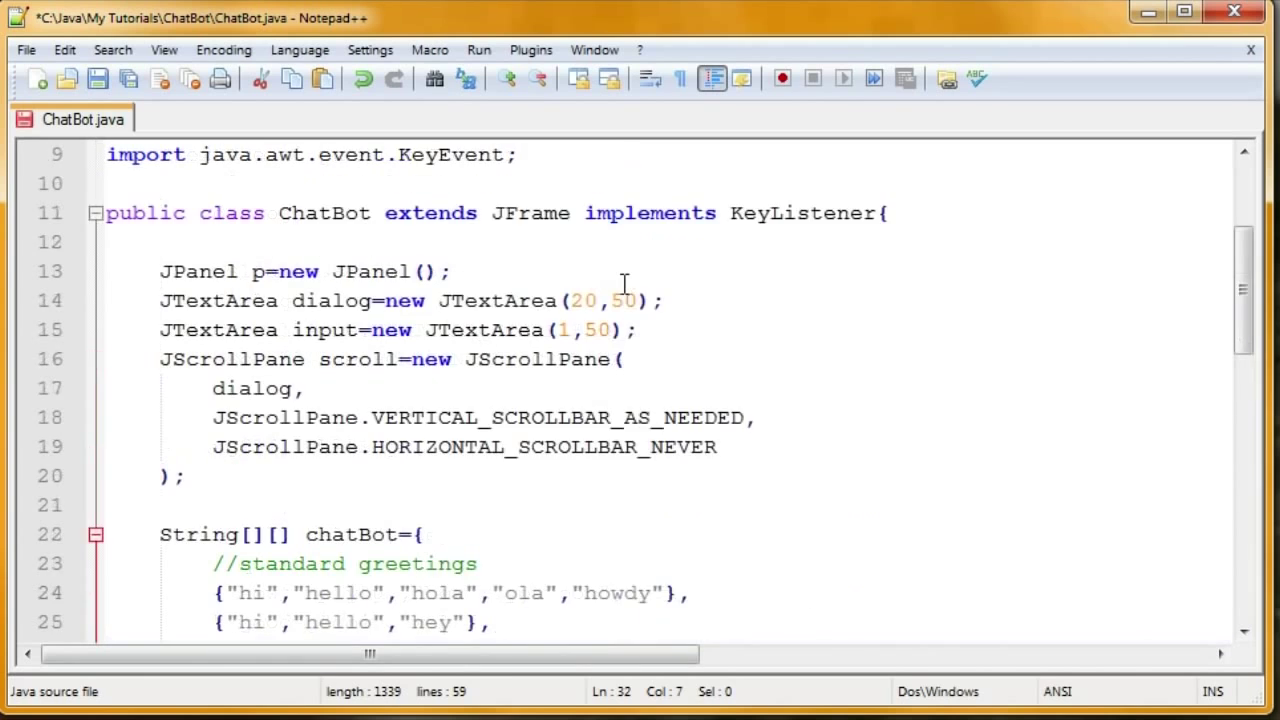 *C:\Java\My Tutorials\ChatBot\ChatBot.java - Notepad++
File Edit Search View Encoding Language Settings Macro Run Plugins Window ? X
ABC
ChatBot.java
9 import java.awt.event.KeyEvent;
10
11 public class ChatBot extends JFrame implements KeyListener{
12
13 JPanel p=new JPanel();
14 JTextArea dialog=new JTextArea(20,50);
15 JTextArea input=new JTextArea(1,50);
16 JScrollPane scroll=new JScrollPane(
17 dialog,
18 JScrollPane.VERTICAL_SCROLLBAR_AS_NEEDED,
19 JScrollPane.HORIZONTAL_SCROLLBAR_NEVER
20 );
21
22 String[][] chatBot={
23 //standard greetings
24 {"hi","hello","hola","ola","howdy"},
25 {"hi","hello","hey"},
Java source file length : 1339 lines : 59 Ln : 32 Col : 7 Sel : 0 Dos\Windows ANSI INS